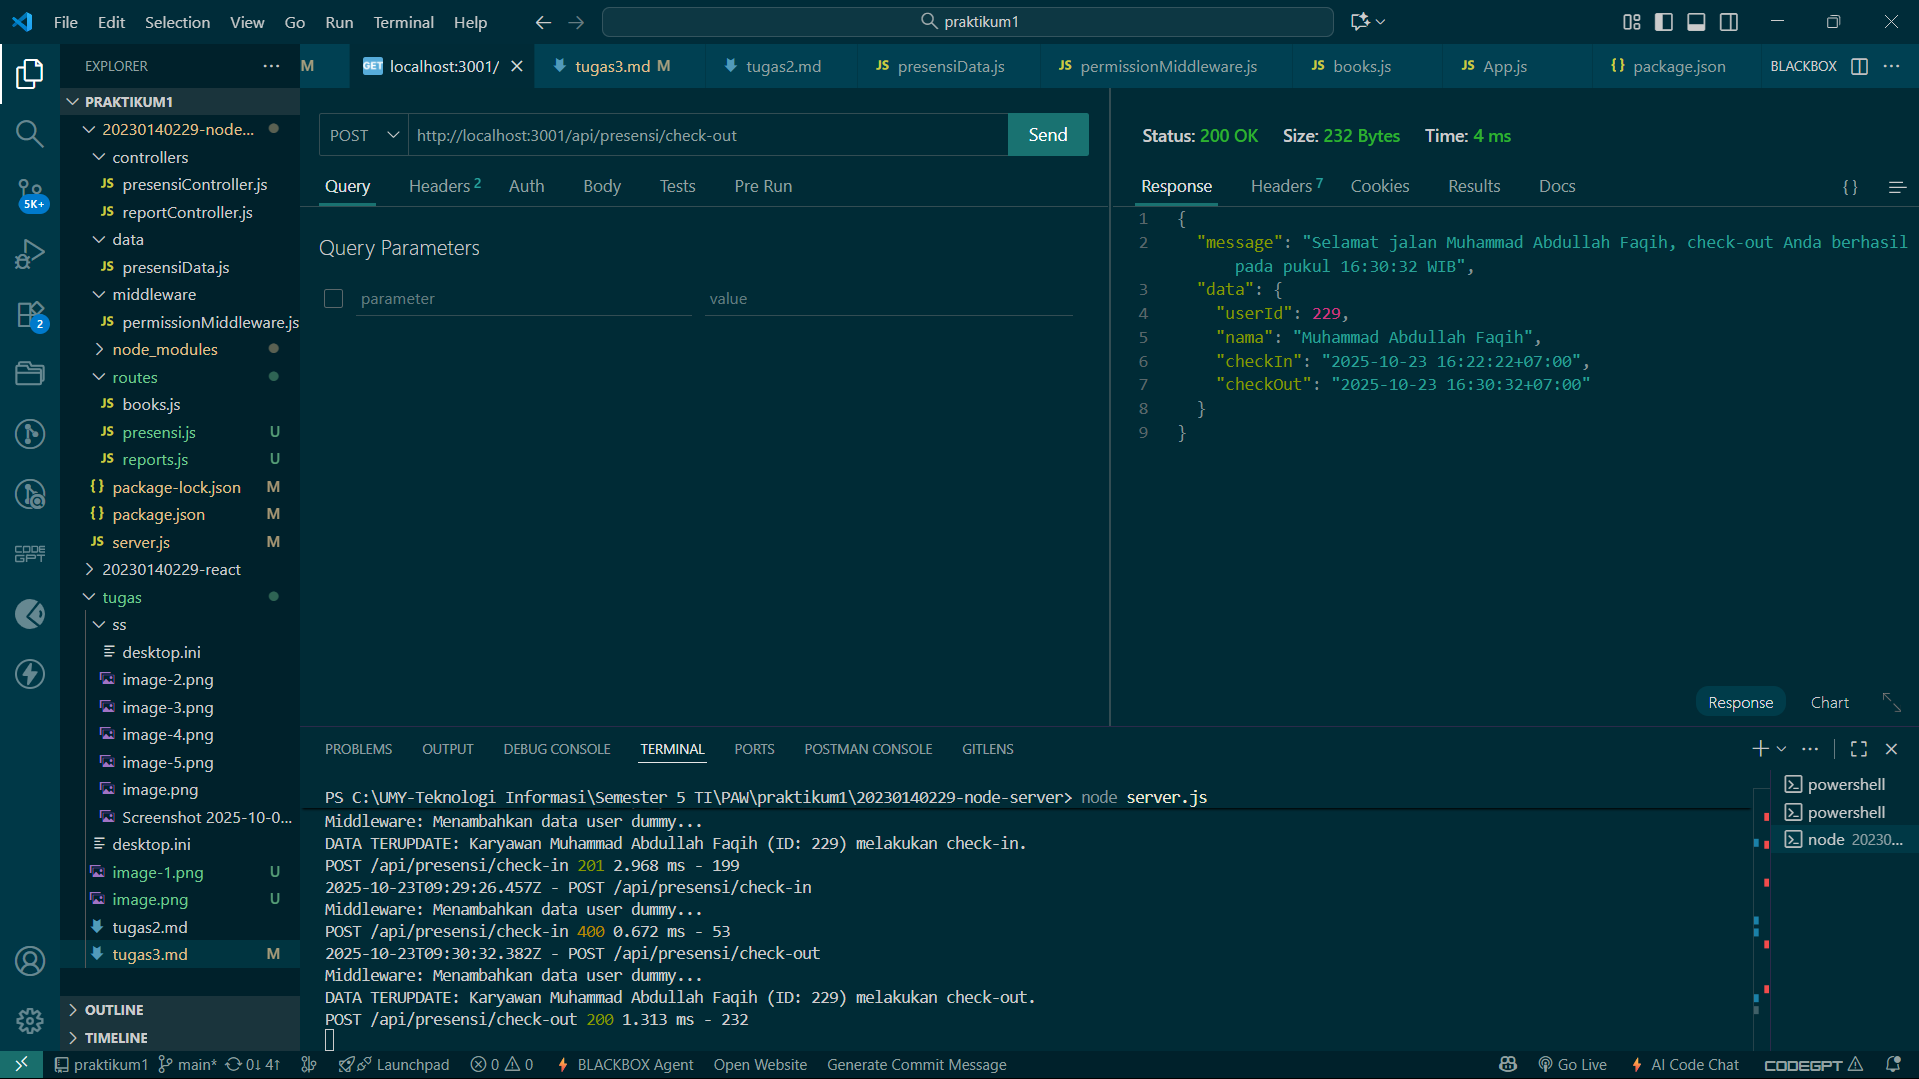 File Edit Selection View Go Run Terminal Help
praktikum1
EXPLORER
M
GET localhost:3001/
tugas3.md M
tugas2.md
JS presensiData.js
JS permissionMiddleware.js
JS books.js
JS App.js
{} package.json
BLACKBOX
PRAKTIKUM1
20230140229-node...
controllers
JS presensiController.js
JS reportController.js
data
JS presensiData.js
middleware
JS permissionMiddleware.js
node_modules
routes
JS books.js
JS presensi.js U
JS reports.js U
{} package-lock.json M
{} package.json M
JS server.js M
20230140229-react
tugas
ss
desktop.ini
image-2.png
image-3.png
image-4.png
image-5.png
image.png
Screenshot 2025-10-0...
desktop.ini
image-1.png U
image.png U
tugas2.md
tugas3.md M
OUTLINE
TIMELINE
5K+
2
CODE GPT
POST http://localhost:3001/api/presensi/check-out Send
Query Headers 2 Auth Body Tests Pre Run
Query Parameters
parameter value
Status: 200 OK Size: 232 Bytes Time: 4 ms
Response Headers 7 Cookies Results Docs {}
1 {
2 "message": "Selamat jalan Muhammad Abdullah Faqih, check-out Anda berhasil
pada pukul 16:30:32 WIB",
3 "data": {
4 "userId": 229,
5 "nama": "Muhammad Abdullah Faqih",
6 "checkIn": "2025-10-23 16:22:22+07:00",
7 "checkOut": "2025-10-23 16:30:32+07:00"
8 }
9 }
Response Chart
PROBLEMS OUTPUT DEBUG CONSOLE TERMINAL PORTS POSTMAN CONSOLE GITLENS
PS C:\UMY-Teknologi Informasi\Semester 5 TI\PAW\praktikum1\20230140229-node-server> node server.js
Middleware: Menambahkan data user dummy...
DATA TERUPDATE: Karyawan Muhammad Abdullah Faqih (ID: 229) melakukan check-in.
POST /api/presensi/check-in 201 2.968 ms - 199
2025-10-23T09:29:26.457Z - POST /api/presensi/check-in
Middleware: Menambahkan data user dummy...
POST /api/presensi/check-in 400 0.672 ms - 53
2025-10-23T09:30:32.382Z - POST /api/presensi/check-out
Middleware: Menambahkan data user dummy...
DATA TERUPDATE: Karyawan Muhammad Abdullah Faqih (ID: 229) melakukan check-out.
POST /api/presensi/check-out 200 1.313 ms - 232
powershell
powershell
node 20230...
praktikum1 main* 0↓ 4↑ Launchpad 0 0 BLACKBOX Agent Open Website Generate Commit Message Go Live AI Code Chat CODEGPT